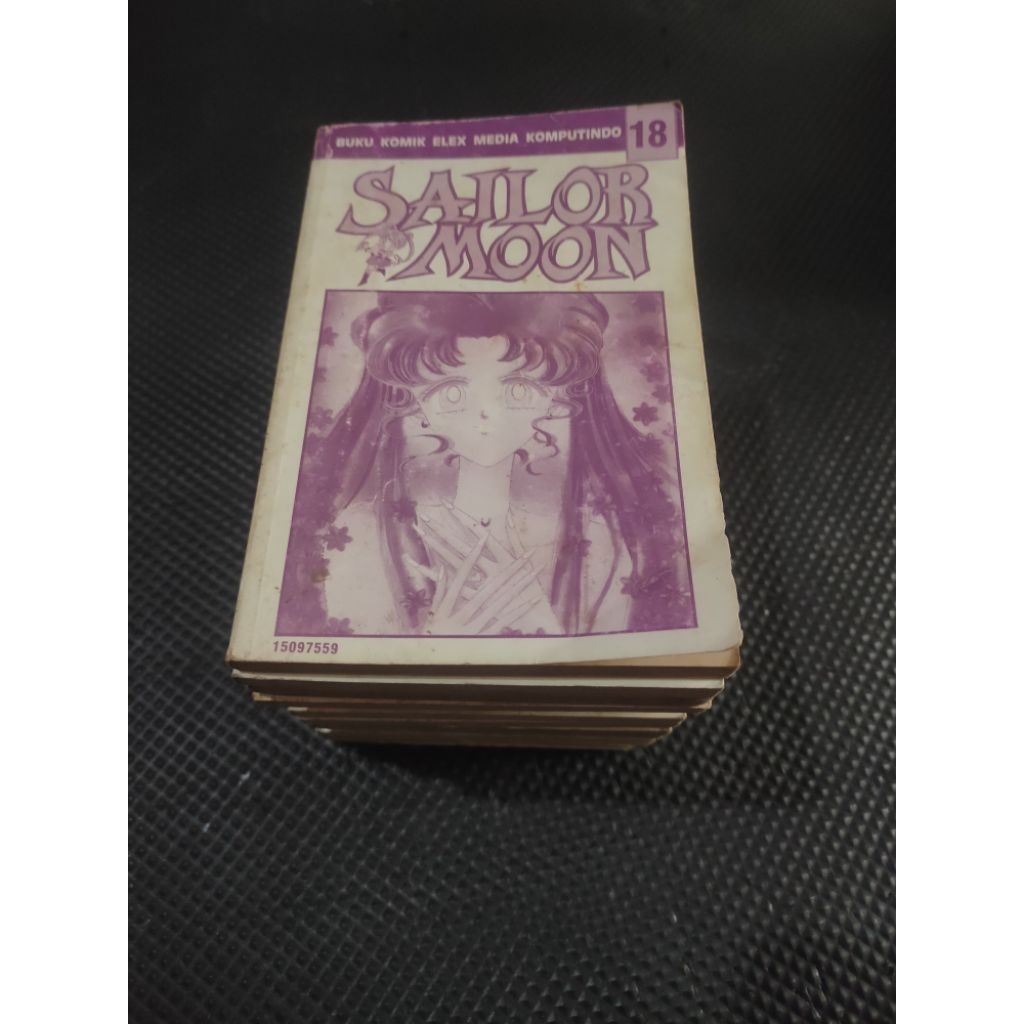 BUKU KOMIK ELEX MEDIA KOMPUTINDO 18
SAILOR
MOON
15097559